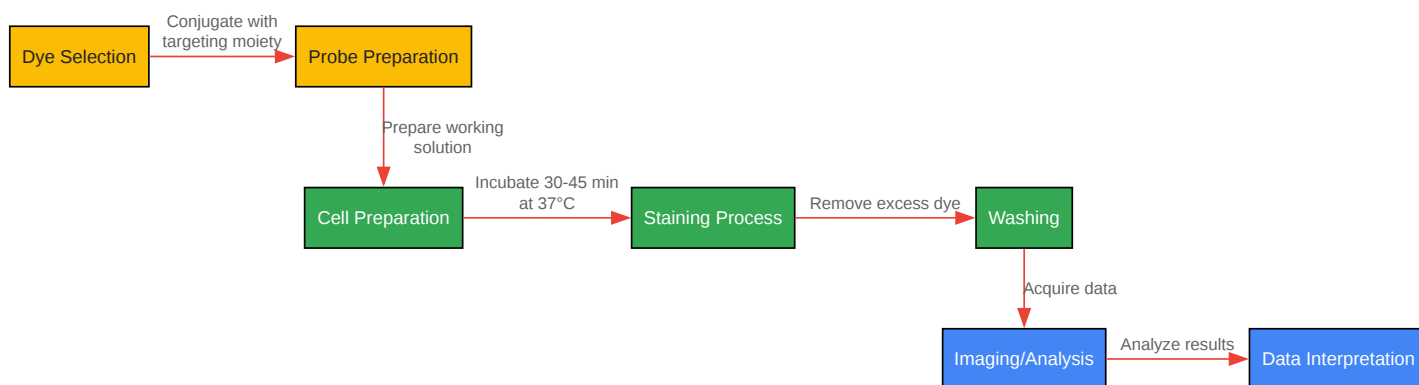 Conjugate with
targeting moiety
Dye Selection
Probe Preparation
Prepare working
solution
Incubate 30-45 min
at 37°C
Cell Preparation
Staining Process
Remove excess dye
Washing
Acquire data
Imaging/Analysis
Analyze results
Data Interpretation